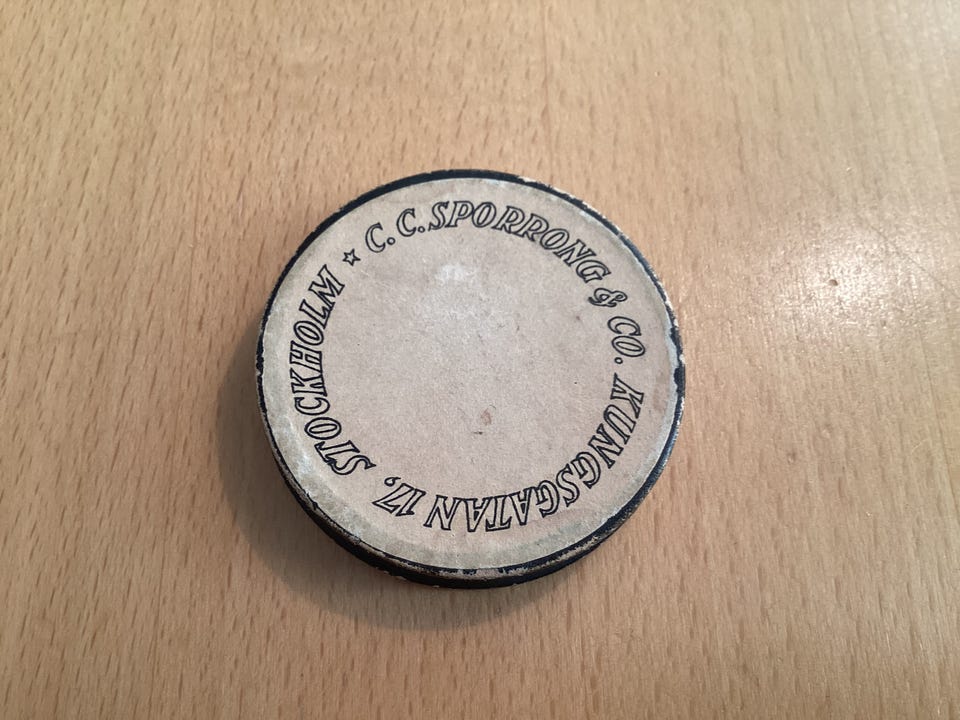 ☆ C. C. SPORRONG & CO. KUNGSGATAN 17, STOCKHOLM